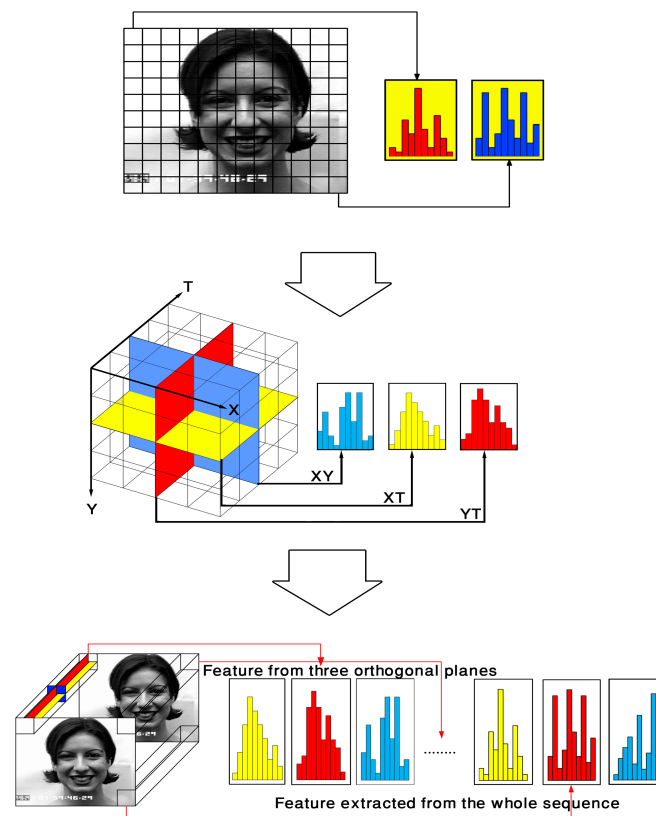 T
X
Y
XY
XT
YT
Feature from three orthogonal planes
........
Feature extracted from the whole sequence